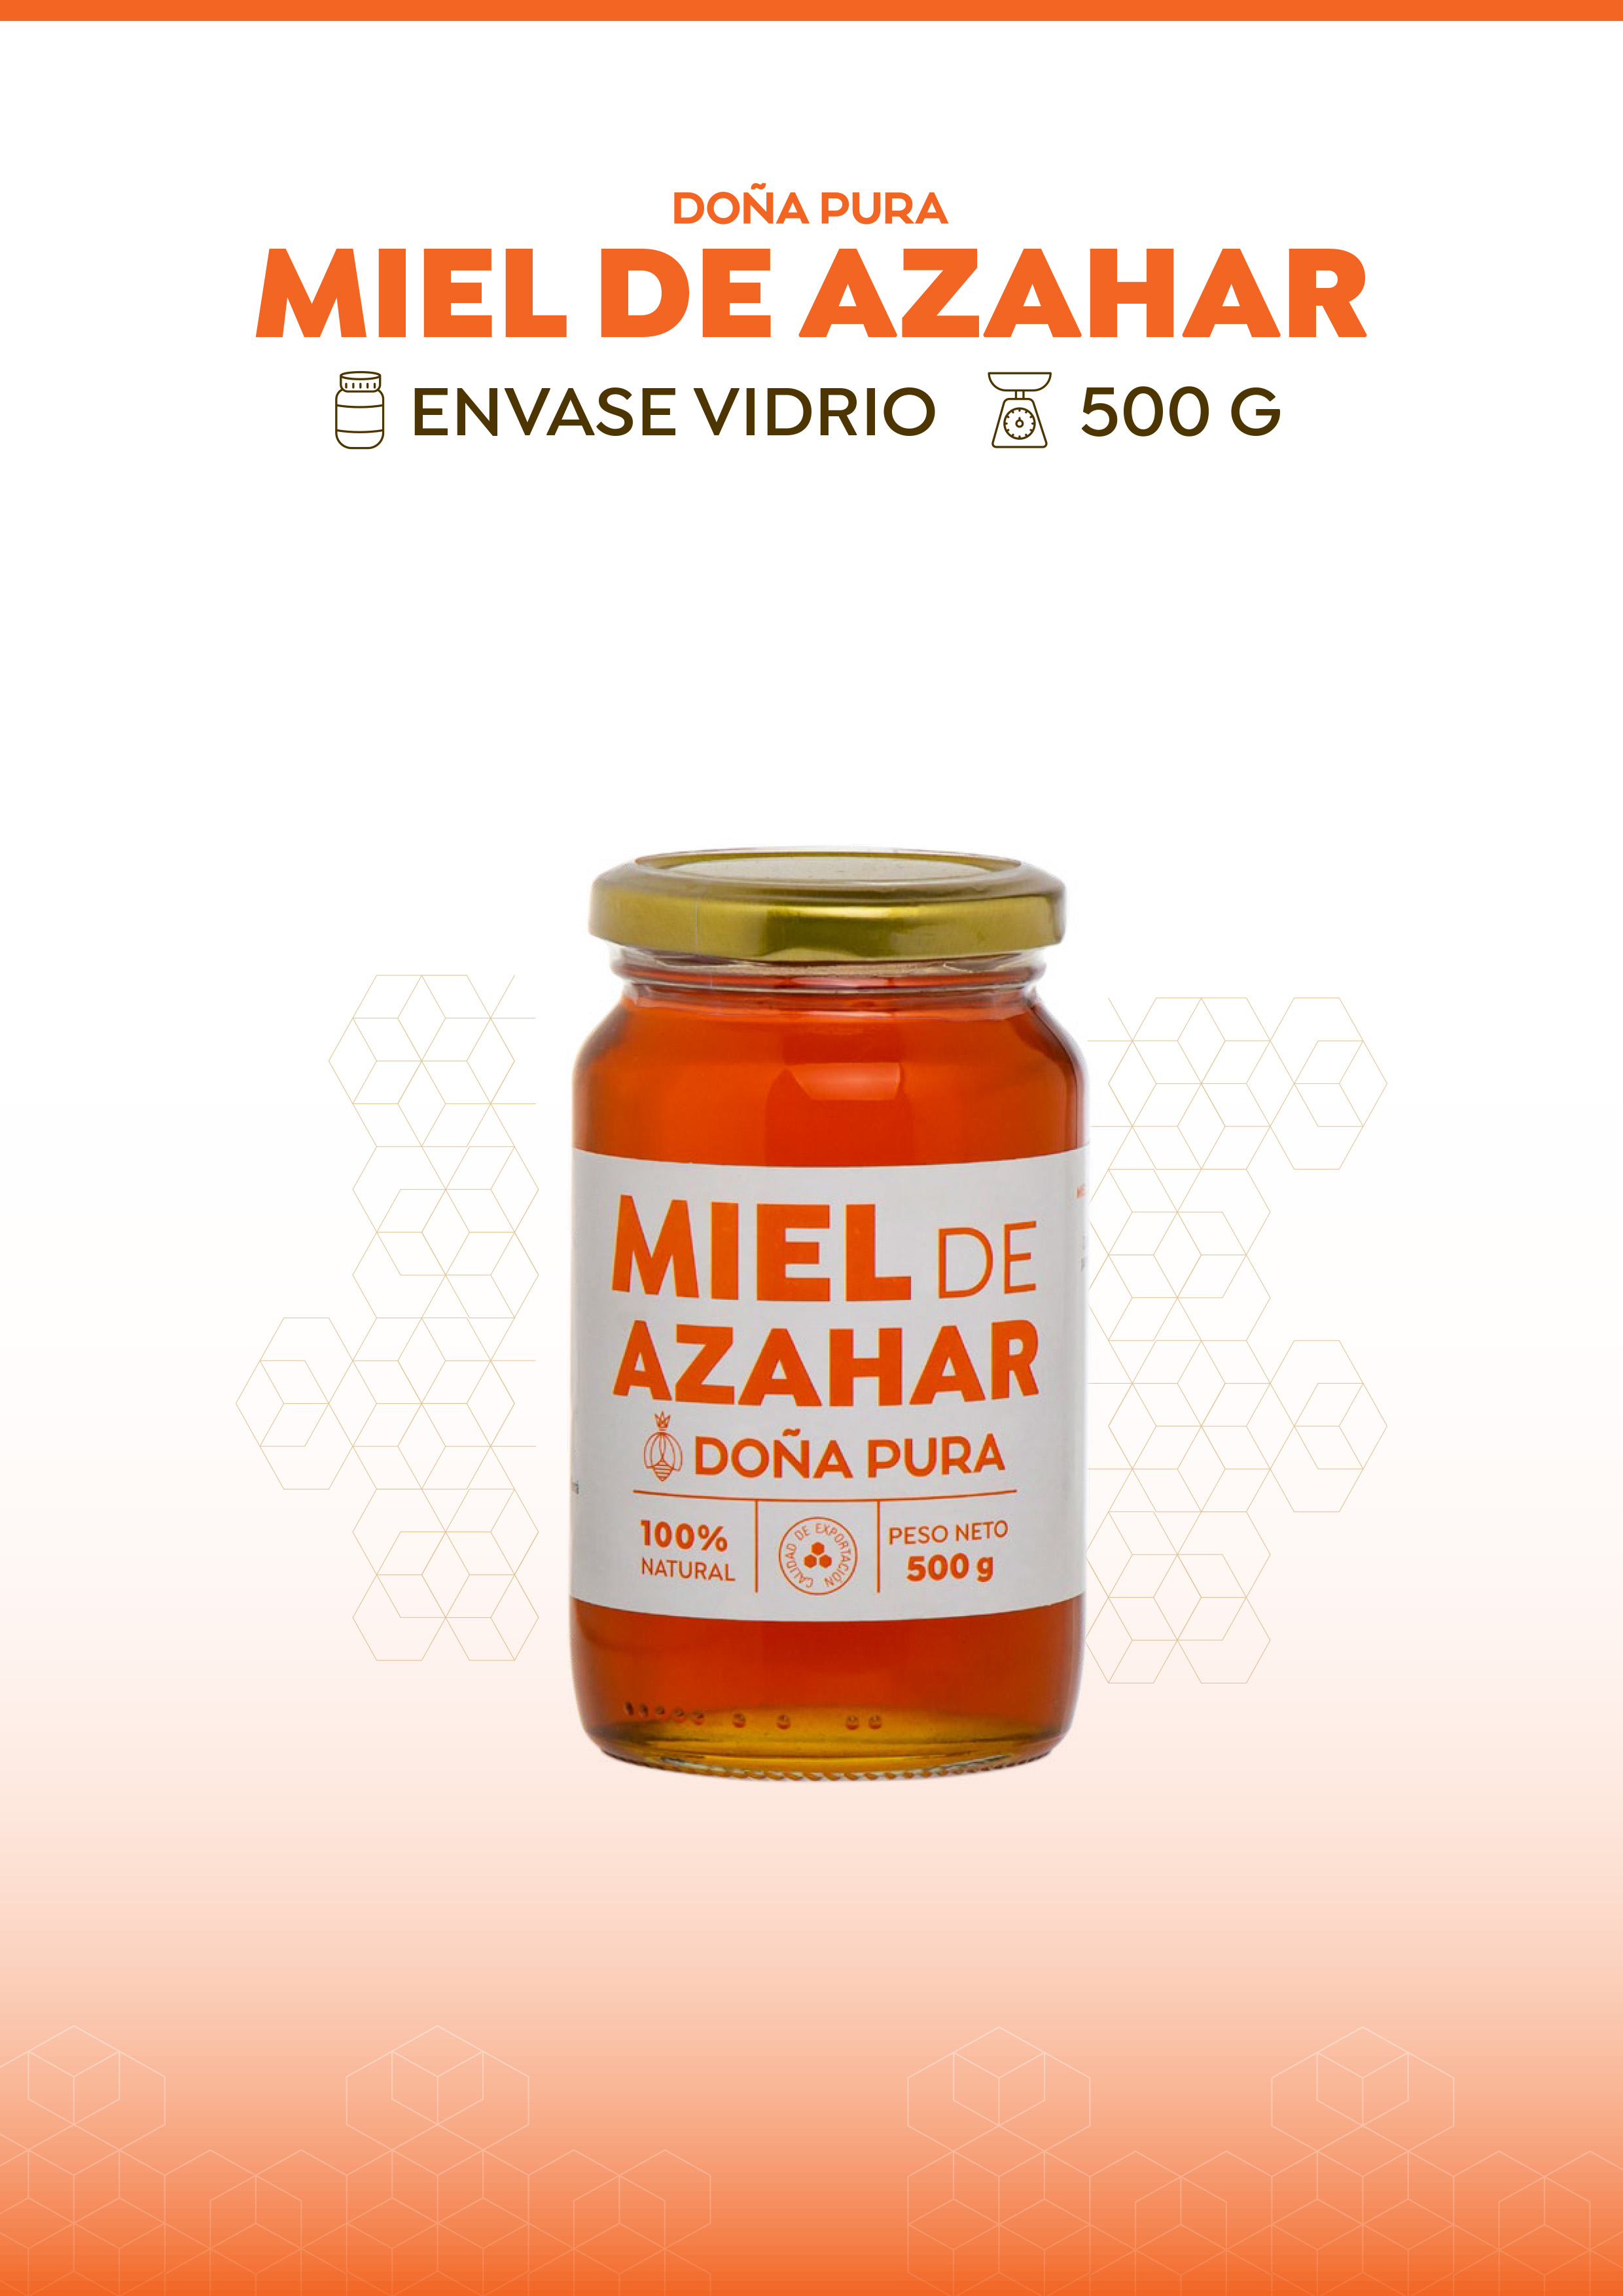 DOÑA PURA
MIEL DE AZAHAR
ENVASE VIDRIO 500 G
MIEL DE
AZAHAR
DOÑA PURA
100%
NATURAL
CALIDAD DE EXPORTACIÓN
PESO NETO
500 g